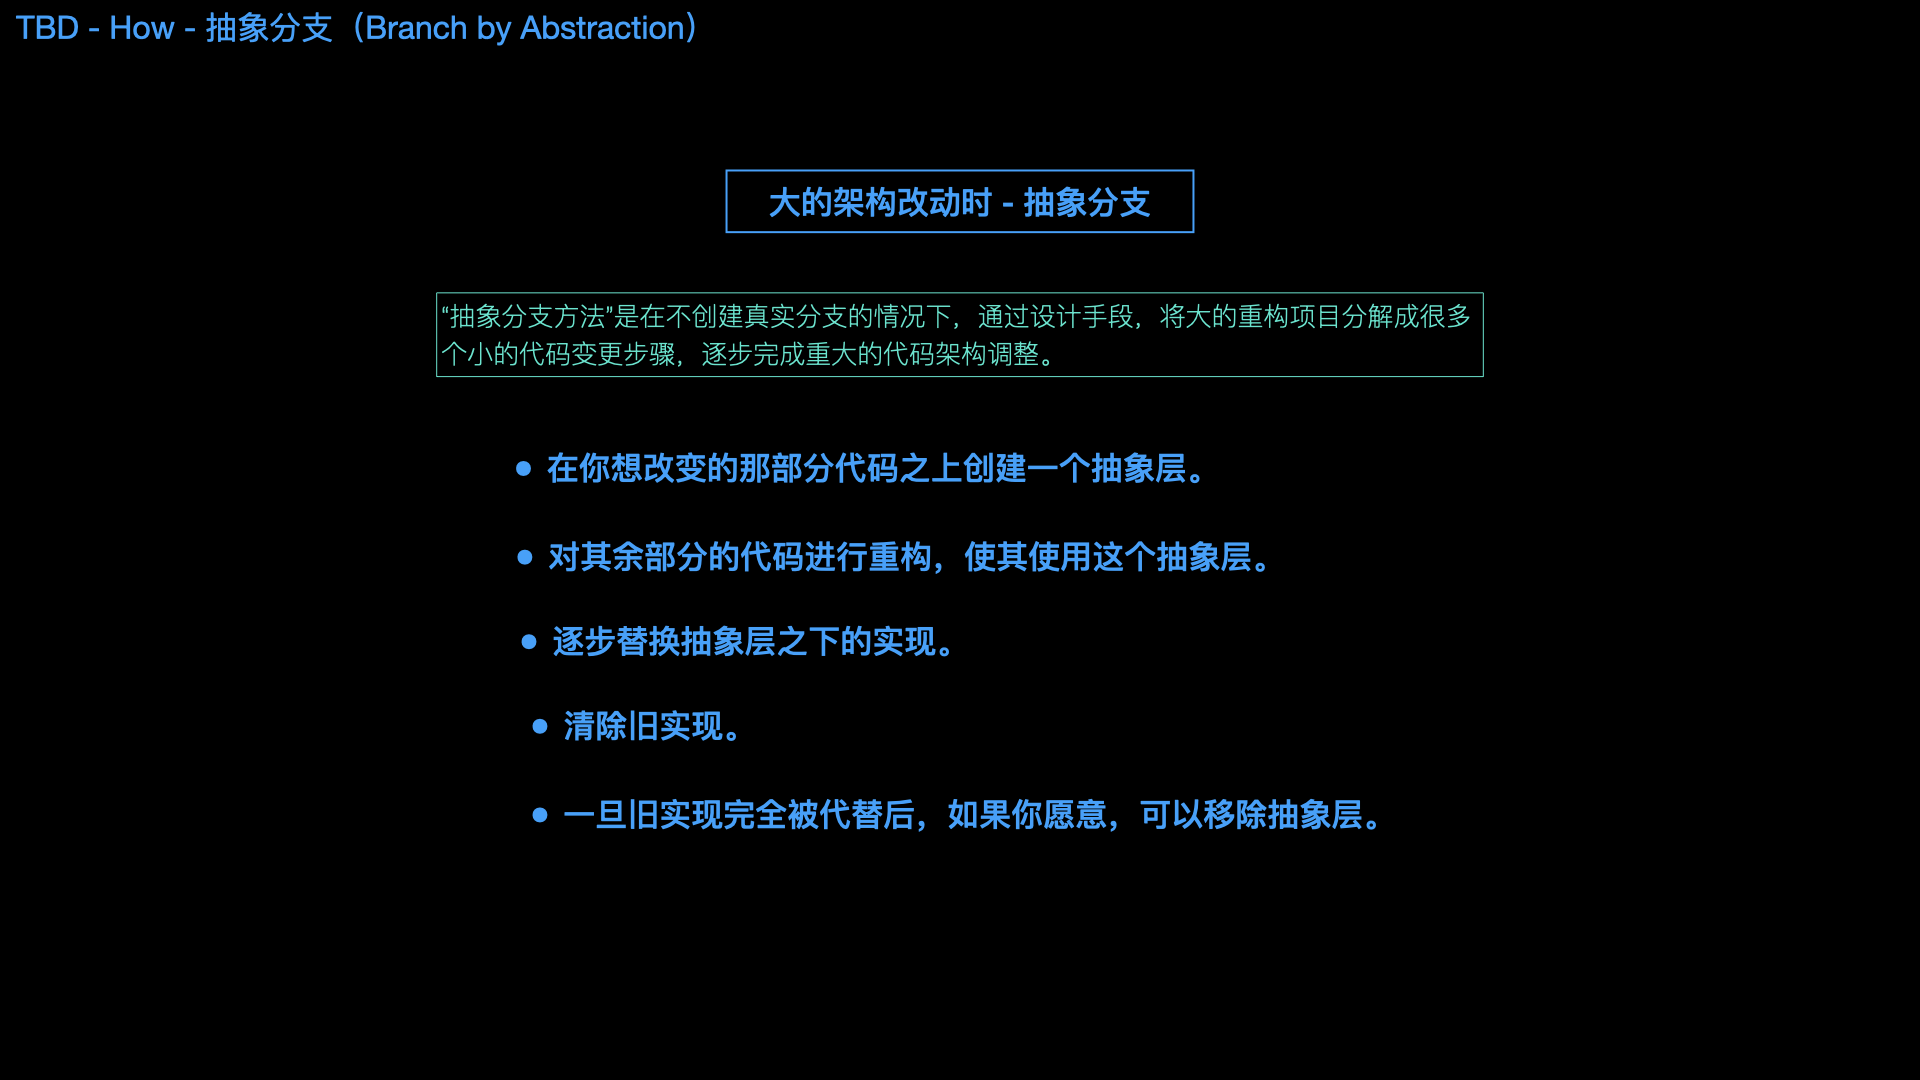 TBD - How - 抽象分支（Branch by Abstraction）
大的架构改动时 - 抽象分支
“抽象分支方法”是在不创建真实分支的情况下，通过设计手段，将大的重构项目分解成很多
个小的代码变更步骤，逐步完成重大的代码架构调整。
● 在你想改变的那部分代码之上创建一个抽象层。
● 对其余部分的代码进行重构，使其使用这个抽象层。
● 逐步替换抽象层之下的实现。
● 清除旧实现。
● 一旦旧实现完全被代替后，如果你愿意，可以移除抽象层。